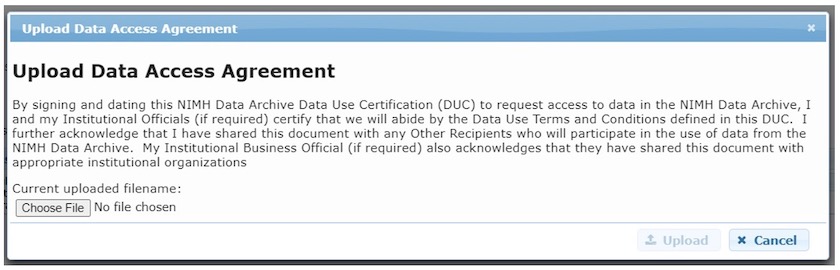 Upload Data Access Agreement
Upload Data Access Agreement
By signing and dating this NIMH Data Archive Data Use Certification (DUC) to request access to data in the NIMH Data Archive, I
and my Institutional Officials (if required) certify that we will abide by the Data Use Terms and Conditions defined in this DUC.  I
further acknowledge that I have shared this document with any Other Recipients who will participate in the use of data from the
NIMH Data Archive.  My Institutional Business Official (if required) also acknowledges that they have shared this document with
appropriate institutional organizations
Current uploaded filename:
Choose File No file chosen
Upload Cancel